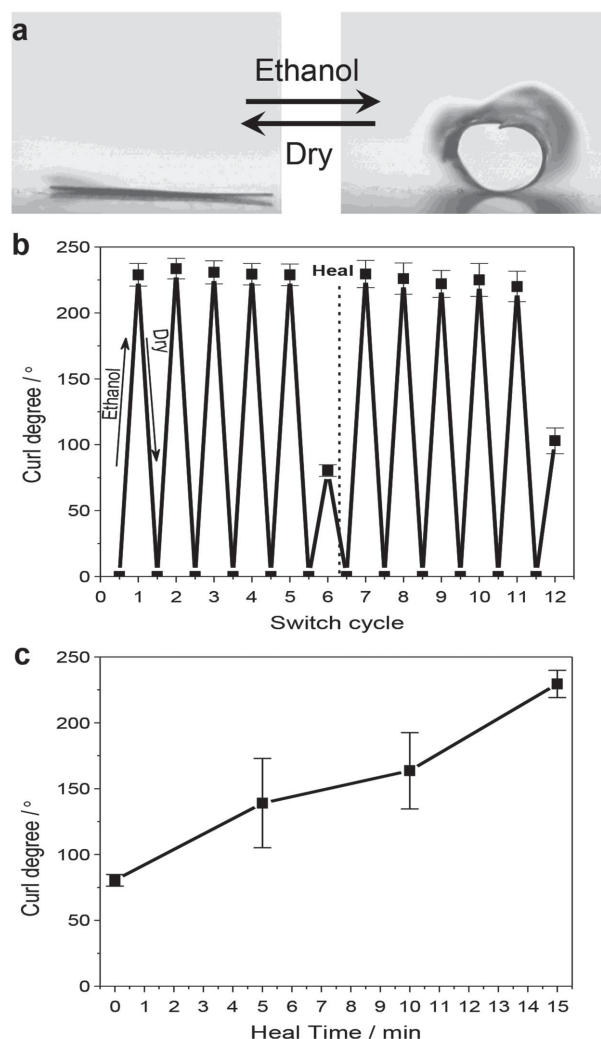 a
Ethanol
Dry
b
250
200
150
100
50
0
Curl degree / °
Ethanol
Dry
Heal
0 1 2 3 4 5 6 7 8 9 10 11 12
Switch cycle
c
250
200
150
100
50
0
Curl degree / °
0 1 2 3 4 5 6 7 8 9 10 11 12 13 14 15
Heal Time / min